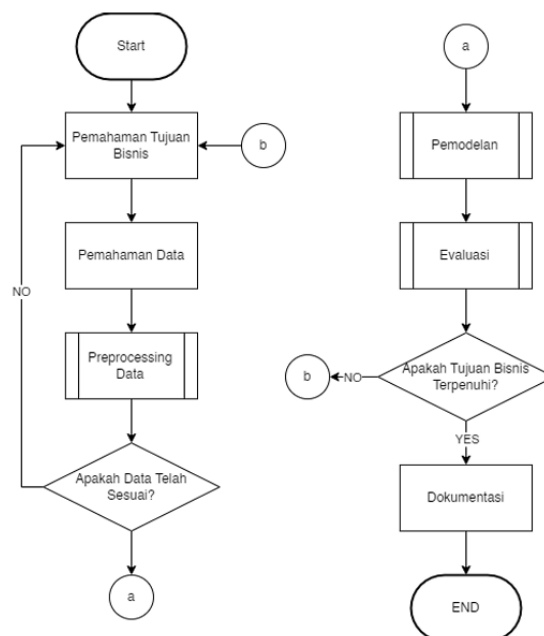 Start
Pemahaman Tujuan
Bisnis
b
Pemahaman Data
NO
Preprocessing
Data
Apakah Data Telah
Sesuai?
a
a
Pemodelan
Evaluasi
Apakah Tujuan Bisnis
Terpenuhi?
NO
b
YES
Dokumentasi
END